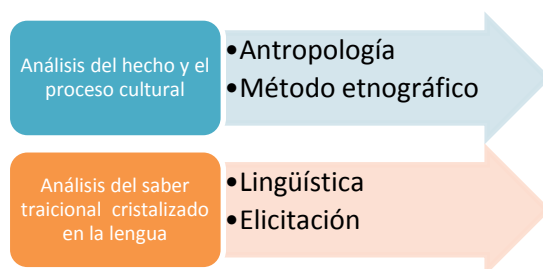 Análisis del hecho y el
proceso cultural
•Antropología
•Método etnográfico
Análisis del saber
traicional cristalizado
en la lengua
•Lingüística
•Elicitación